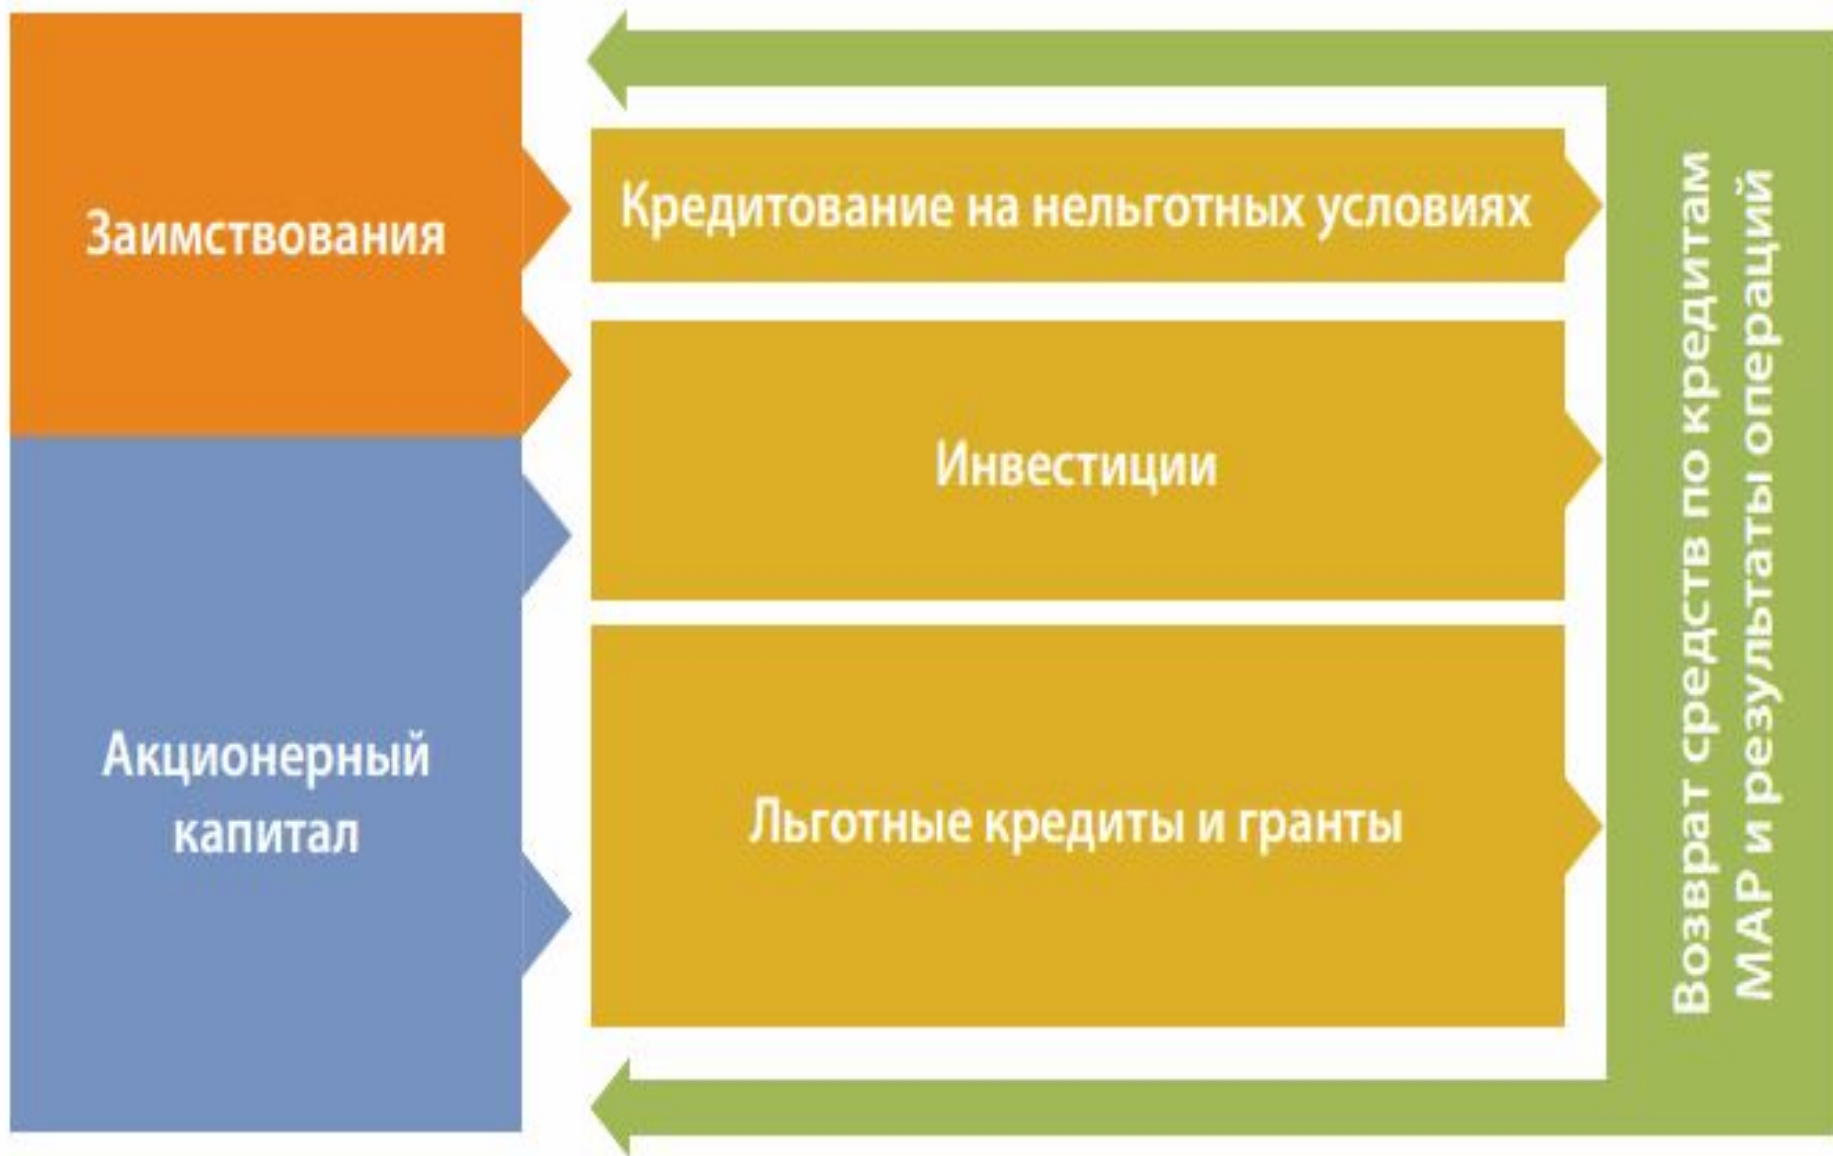 Заимствования
Акционерный
капитал
Кредитование на нельготных условиях
Инвестиции
Льготные кредиты и гранты
Возврат средств по кредитам
МАР и результаты операций